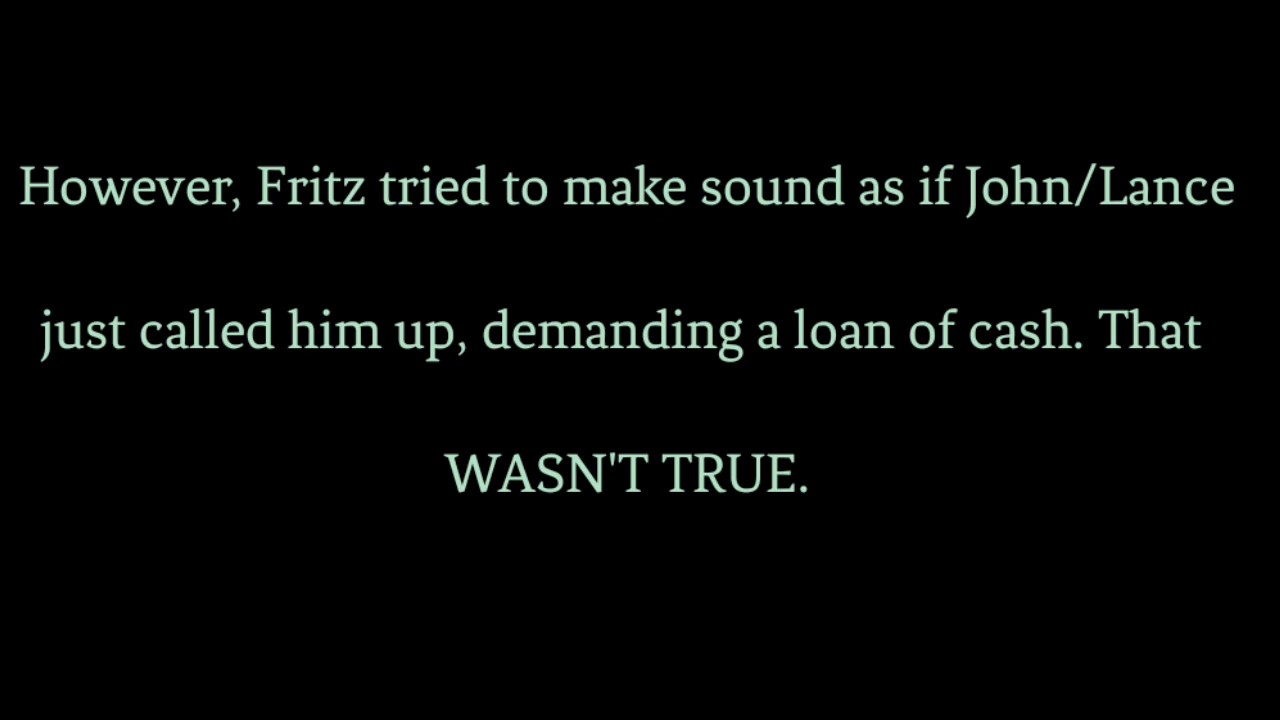 However, Fritz tried to make sound as if John/Lance
just called him up, demanding a loan of cash. That
WASN'T TRUE.